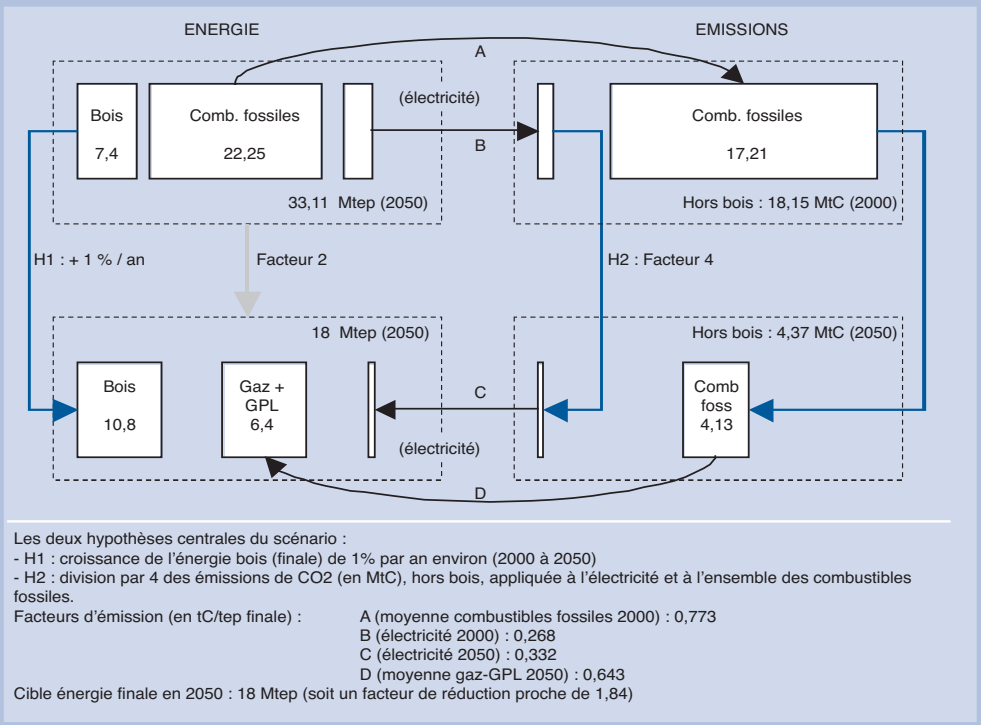 ENERGIE
EMISSIONS
A
Bois
7,4
Comb. fossiles
22,25
(électricité)
B
Comb. fossiles
17,21
33,11 Mtep (2050)
Hors bois : 18,15 MtC (2000)
H1 : + 1 % / an
Facteur 2
H2 : Facteur 4
18 Mtep (2050)
Hors bois : 4,37 MtC (2050)
Bois
10,8
Gaz +
GPL
6,4
C
(électricité)
Comb
foss
4,13
D
Les deux hypothèses centrales du scénario :
- H1 : croissance de l'énergie bois (finale) de 1% par an environ (2000 à 2050)
- H2 : division par 4 des émissions de CO2 (en MtC), hors bois, appliquée à l'électricité et à l'ensemble des combustibles
fossiles.
Facteurs d'émission (en tC/tep finale) : A (moyenne combustibles fossiles 2000) : 0,773
B (électricité 2000) : 0,268
C (électricité 2050) : 0,332
D (moyenne gaz-GPL 2050) : 0,643
Cible énergie finale en 2050 : 18 Mtep (soit un facteur de réduction proche de 1,84)